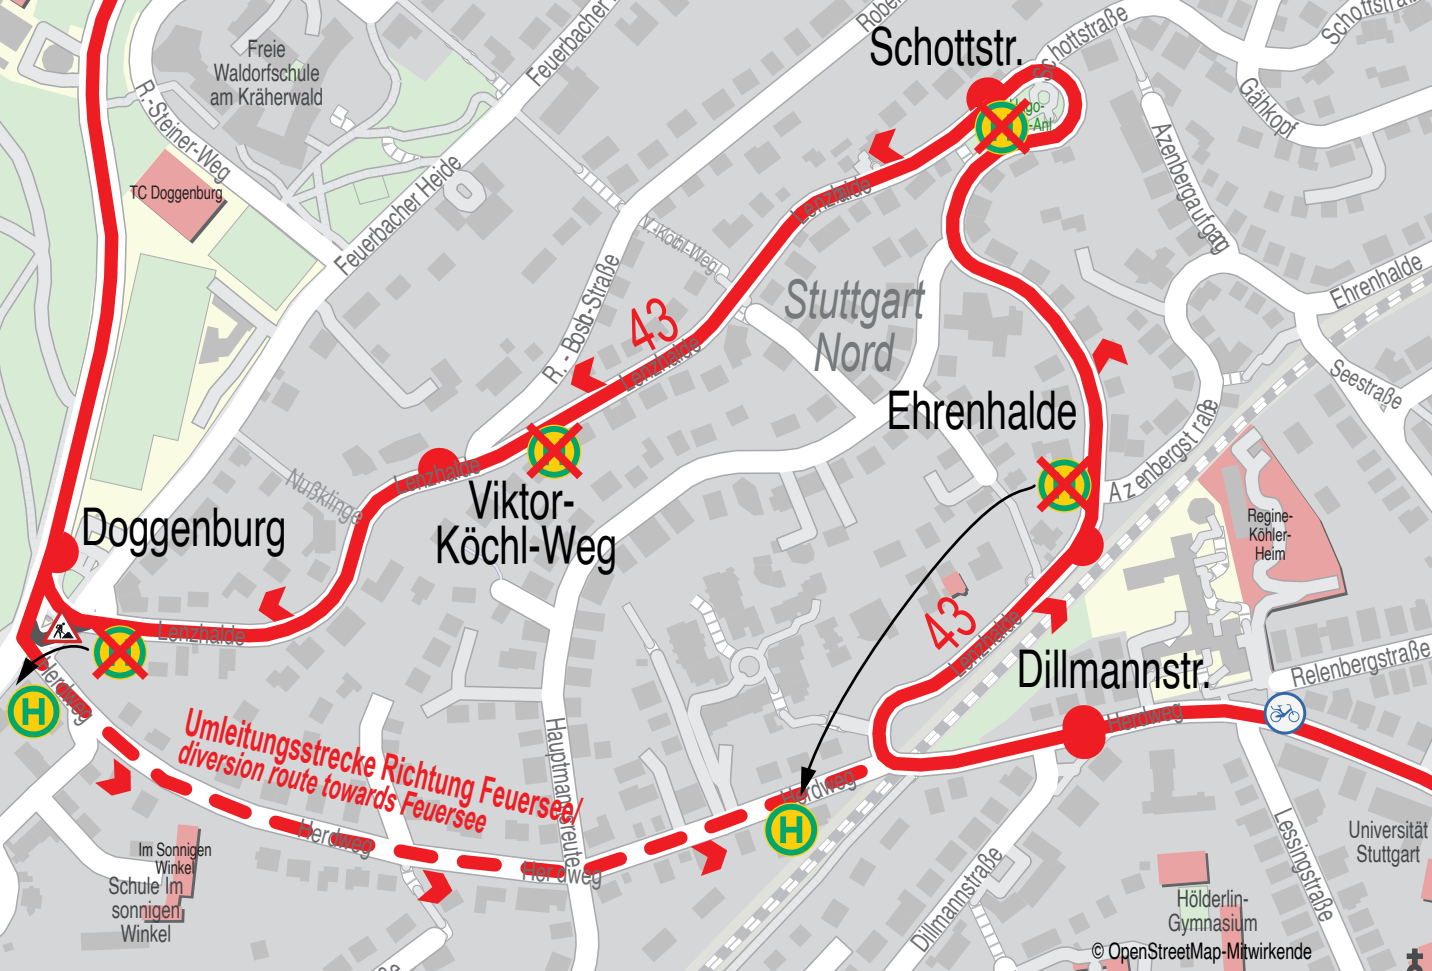 Schottstr.
Schottstraße
Schottstraße
Gähkopf
Azenbergaufgang
Feuerbacher
Freie
Waldorfschule
am Kräherwald
R.-Steiner-Weg
TC Doggenburg
Feuerbacher Heide
Lenzhalde
V.-Köchl-Weg
R.- Bosh-Straße
43
Lenzhalde
Stuttgart
Nord
Ehrenhalde
Seestraße
Ehrenhalde
Azenbergstraße
Regine-
Köhler-
Heim
Lenzhalde
Viktor-
Köchl-Weg
Nußklinge
Doggenburg
Lenzhalde
Herdweg
H
43
Lenzhalde
Dillmannstr.
Herdweg
Relenbergstraße
Umleitungsstrecke Richtung Feuersee/
diversion route towards Feuersee
Hauptmannsreute
Herdweg
H
Herdweg
Herdweg
Im Sonnigen
Winkel
Schule Im
sonnigen
Winkel
Dillmannstraße
Lessingstraße
Universität
Stuttgart
Hölderlin-
Gymnasium
© OpenStreetMap-Mitwirkende